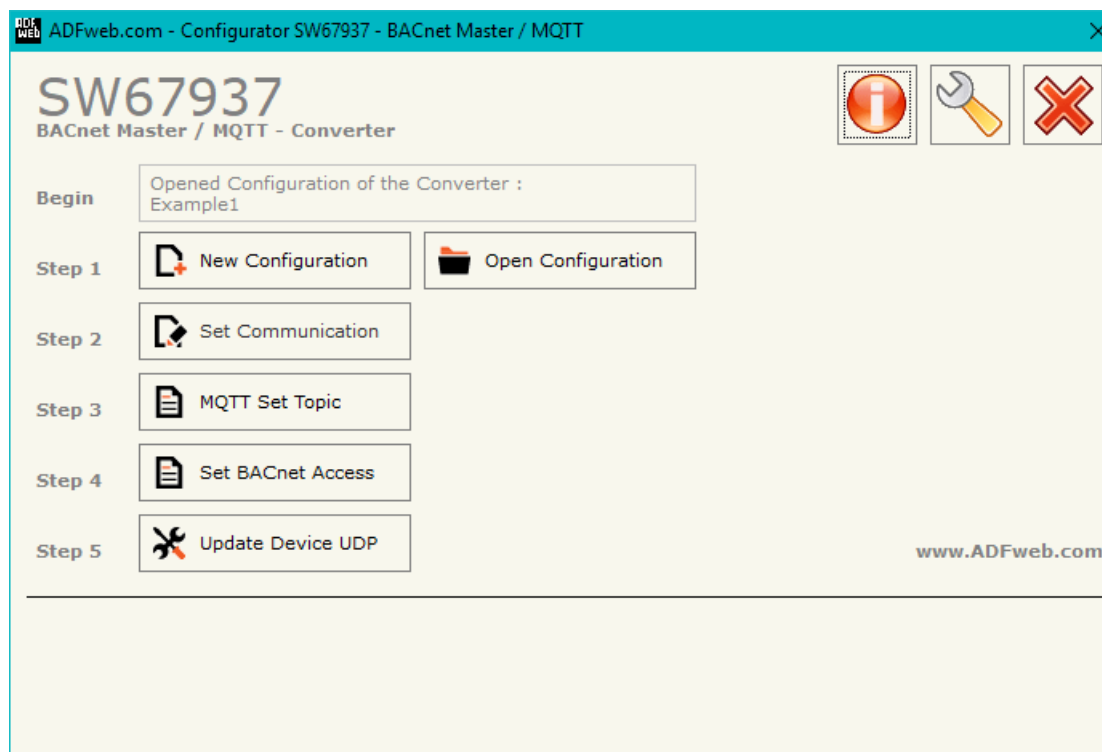 ADF
WEB
ADFweb.com - Configurator SW67937 - BACnet Master / MQTT
SW67937
BACnet Master / MQTT - Converter
Begin
Opened Configuration of the Converter :
Example1
Step 1
New Configuration
Open Configuration
Step 2
Set Communication
Step 3
MQTT Set Topic
Step 4
Set BACnet Access
Step 5
Update Device UDP
www.ADFweb.com